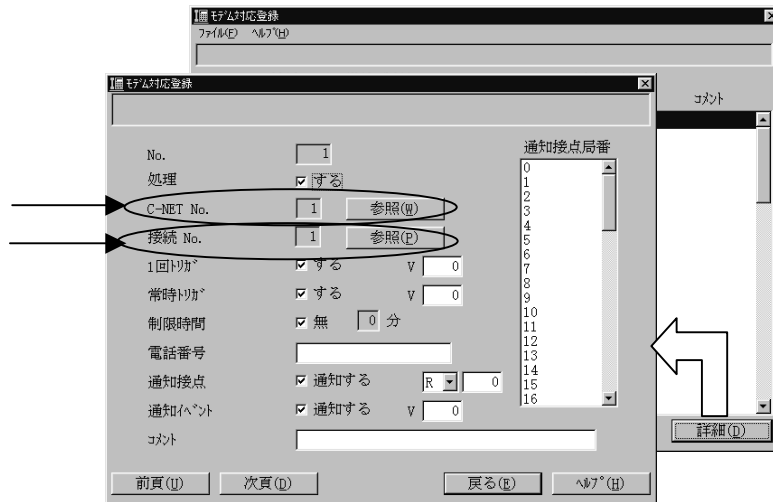 モデム対応登録
ファイル(F) ヘルプ(H)
コメント
詳細(D)
モデム対応登録
No. 1
処理 する
C-NET No. 1 参照(W)
接続 No. 1 参照(P)
1回トリガ する V 0
常時トリガ する V 0
制限時間 無 0 分
電話番号
通知接点 通知する R 0
通知イベント 通知する V 0
コメント
通知接点局番
0
1
2
3
4
5
6
7
8
9
10
11
12
13
14
15
16
前頁(U) 次頁(D) 戻る(E) ヘルプ(H)